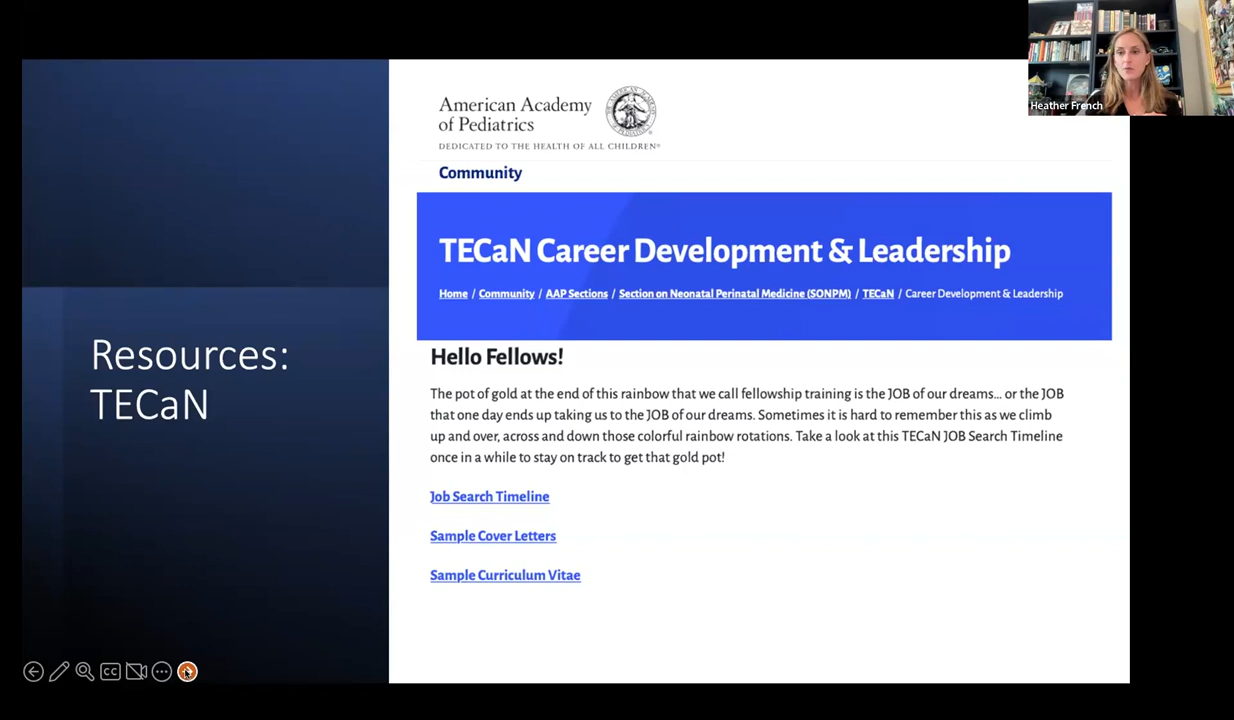 Heather French
American Academy
of Pediatrics
DEDICATED TO THE HEALTH OF ALL CHILDREN®
Community
TECaN Career Development & Leadership
Home / Community / AAP Sections / Section on Neonatal Perinatal Medicine (SONPM) / TECaN / Career Development & Leadership
Resources:
TECaN
Hello Fellows!
The pot of gold at the end of this rainbow that we call fellowship training is the JOB of our dreams... or the JOB
that one day ends up taking us to the JOB of our dreams. Sometimes it is hard to remember this as we climb
up and over, across and down those colorful rainbow rotations. Take a look at this TECaN JOB Search Timeline
once in a while to stay on track to get that gold pot!
Job Search Timeline
Sample Cover Letters
Sample Curriculum Vitae
CC